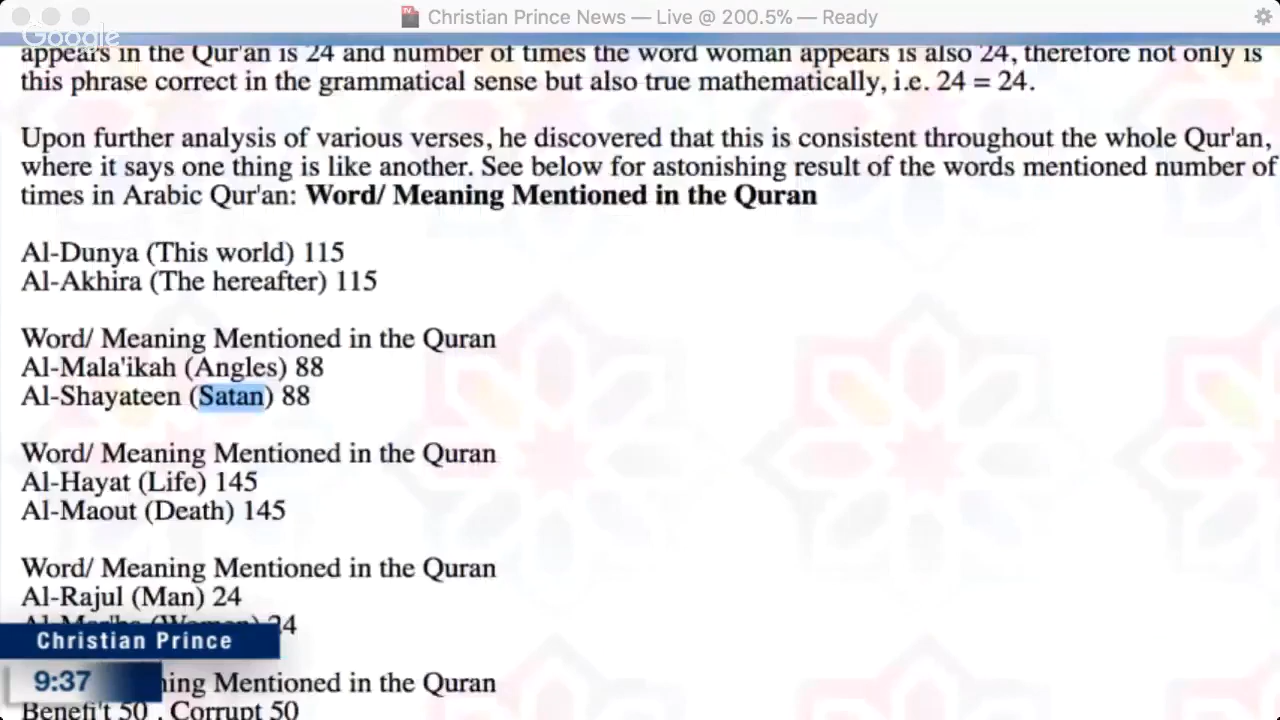 Christian Prince News — Live @ 200.5% — Ready
Google
appears in the Qur'an is 24 and number of times the word woman appears is also 24, therefore not only is
this phrase correct in the grammatical sense but also true mathematically, i.e. 24 = 24.
Upon further analysis of various verses, he discovered that this is consistent throughout the whole Qur'an,
where it says one thing is like another. See below for astonishing result of the words mentioned number of
times in Arabic Qur'an: Word/ Meaning Mentioned in the Quran
Al-Dunya (This world) 115
Al-Akhira (The hereafter) 115
Word/ Meaning Mentioned in the Quran
Al-Mala'ikah (Angles) 88
Al-Shayateen (Satan) 88
Word/ Meaning Mentioned in the Quran
Al-Hayat (Life) 145
Al-Maout (Death) 145
Word/ Meaning Mentioned in the Quran
Al-Rajul (Man) 24
24
Christian Prince
9:37
Mentioned in the Quran
Benefi't 50 . Corrupt 50